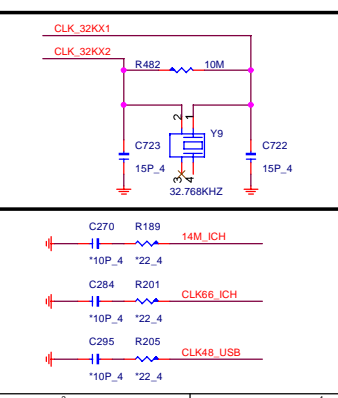 CLK_32KX1
CLK_32KX2
R482 10M
2 1
Y9
C723
C722
15P_4
15P_4
3 4
32.768KHZ
C270 R189
14M_ICH
*10P_4 *22_4
C284 R201
CLK66_ICH
*10P_4 *22_4
C295 R205
CLK48_USB
*10P_4 *22_4